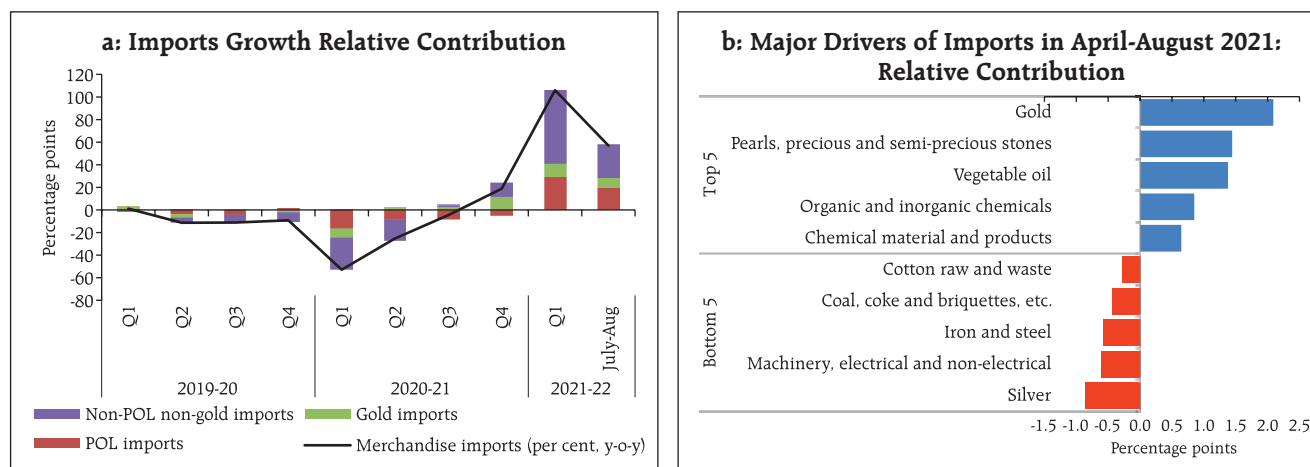 a: Imports Growth Relative Contribution
Percentage points
120
100
80
60
40
20
0
-20
-40
-60
-80
Q1
Q2
Q3
Q4
Q1
Q2
Q3
Q4
Q1
July-Aug
2019-20
2020-21
2021-22
Non-POL non-gold imports
Gold imports
POL imports
Merchandise imports (per cent, y-o-y)
b: Major Drivers of Imports in April-August 2021:
Relative Contribution
Top 5
Gold
Pearls, precious and semi-precious stones
Vegetable oil
Organic and inorganic chemicals
Chemical material and products
Bottom 5
Cotton raw and waste
Coal, coke and briquettes, etc.
Iron and steel
Machinery, electrical and non-electrical
Silver
-1.5 -1.0 -0.5 0.0 0.5 1.0 1.5 2.0 2.5
Percentage points